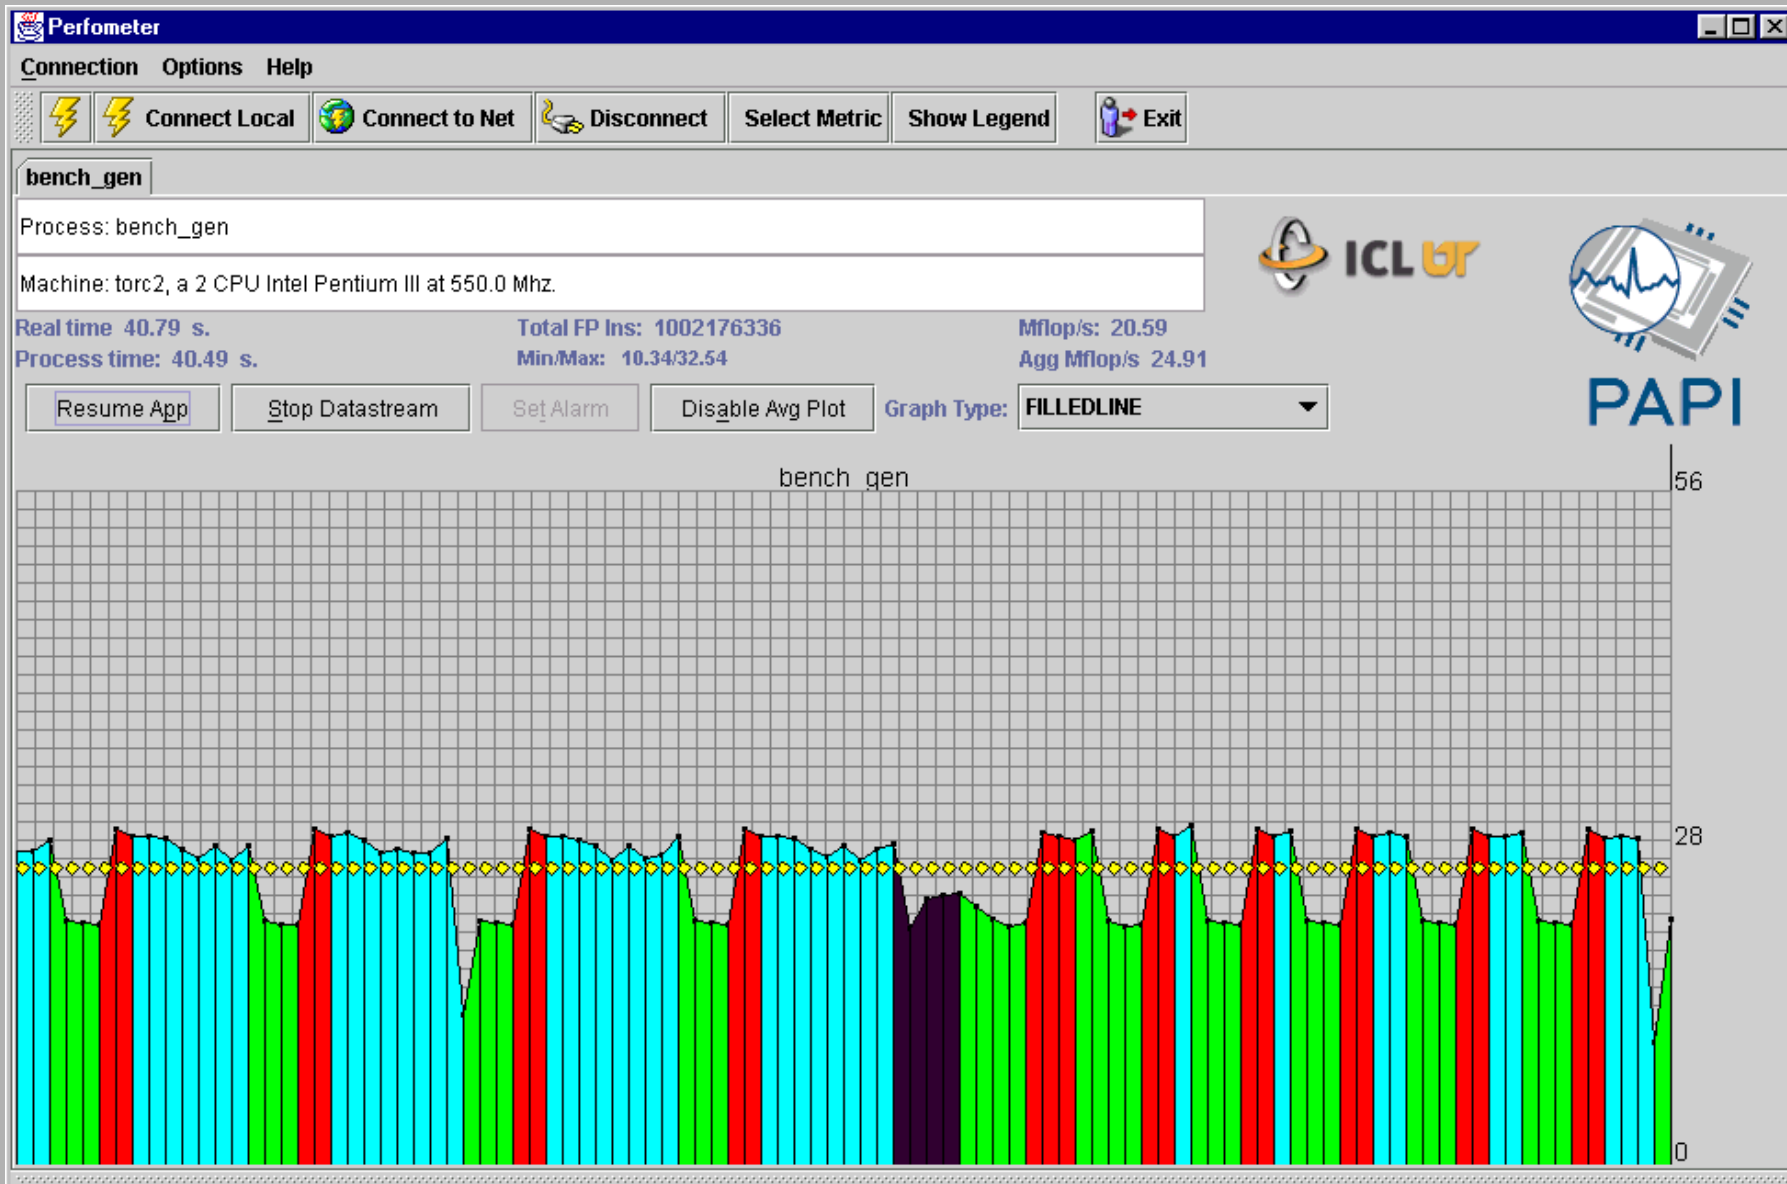 Perfometer
Connection Options Help
Connect Local Connect to Net Disconnect Select Metric Show Legend Exit
bench_gen
Process: bench_gen
Machine: torc2, a 2 CPU Intel Pentium III at 550.0 Mhz.
ICL UT
Real time 40.79 s. Total FP Ins: 1002176336 Mflop/s: 20.59
Process time: 40.49 s. Min/Max: 10.34/32.54 Agg Mflop/s 24.91
Resume App Stop Datastream Set Alarm Disable Avg Plot Graph Type: FILLEDLINE
PAPI
bench_gen
56
28
0